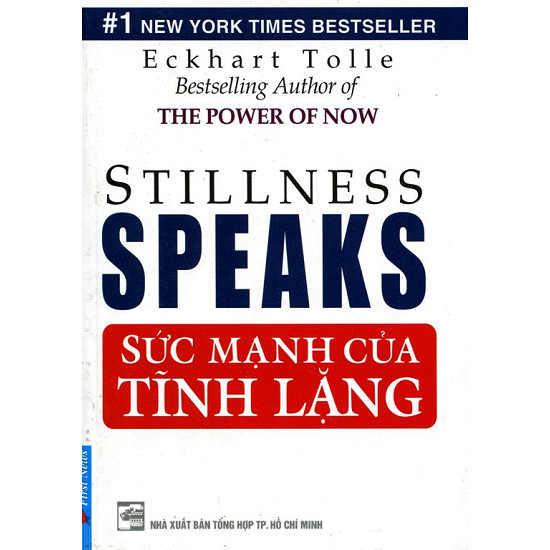 #1 NEW YORK TIMES BESTSELLER
Eckhart Tolle
Bestselling Author of
THE POWER OF NOW
STILLNESS
SPEAKS
SỨC MẠNH CỦA
TĨNH LẶNG
First News
NHÀ XUẤT BẢN TỔNG HỢP TP. HỒ CHÍ MINH